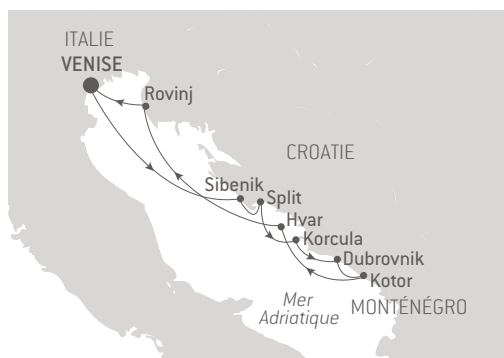 ITALIE
VENISE
Rovinj
CROATIE
Sibenik
Split
Hvar
Korcula
Dubrovnik
Kotor
Mer
Adriatique
MONTÉNÉGRO